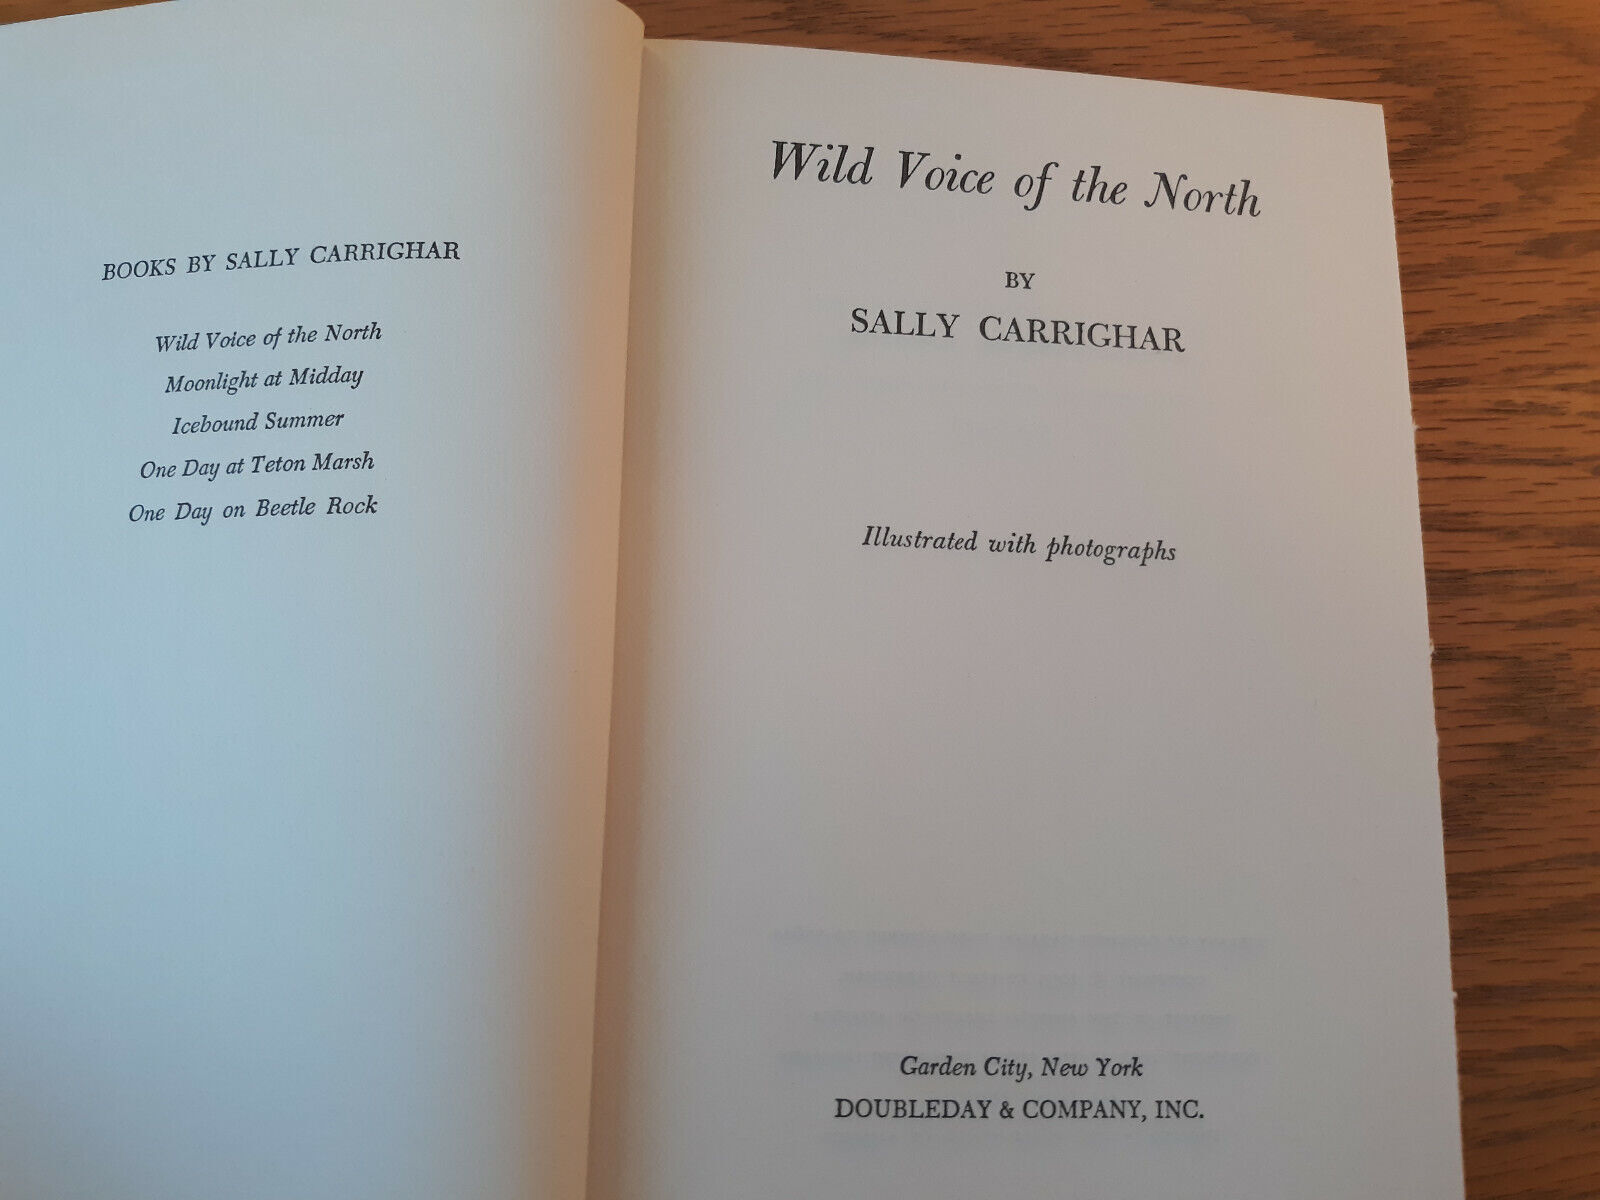 BOOKS BY SALLY CARRIGHAR
Wild Voice of the North
Moonlight at Midday
Icebound Summer
One Day at Teton Marsh
One Day on Beetle Rock
Wild Voice of the North
BY
SALLY CARRIGHAR
Illustrated with photographs
Garden City, New York
DOUBLEDAY & COMPANY, INC.